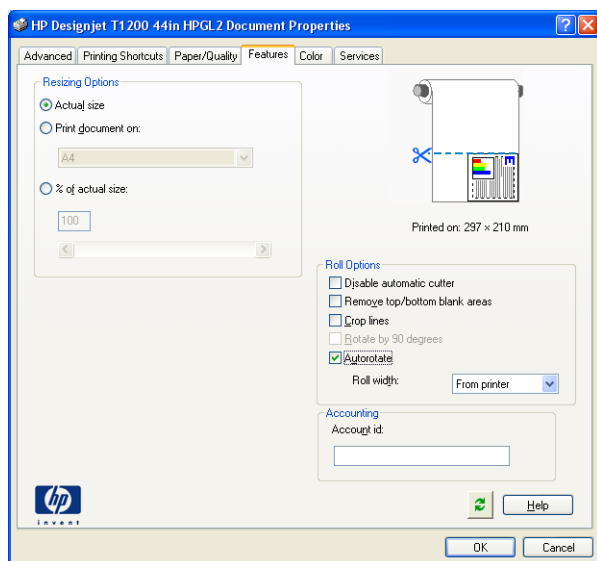 HP Designjet T1200 44in HPGL2 Document Properties
Advanced Printing Shortcuts Paper/Quality Features Color Services
Resizing Options
Actual size
Print document on:
A4
% of actual size:
100
Printed on: 297 × 210 mm
Roll Options
Disable automatic cutter
Remove top/bottom blank areas
Crop lines
Rotate by 90 degrees
Autorotate
Roll width: From printer
Accounting
Account id:
hp
invent
Help
OK Cancel